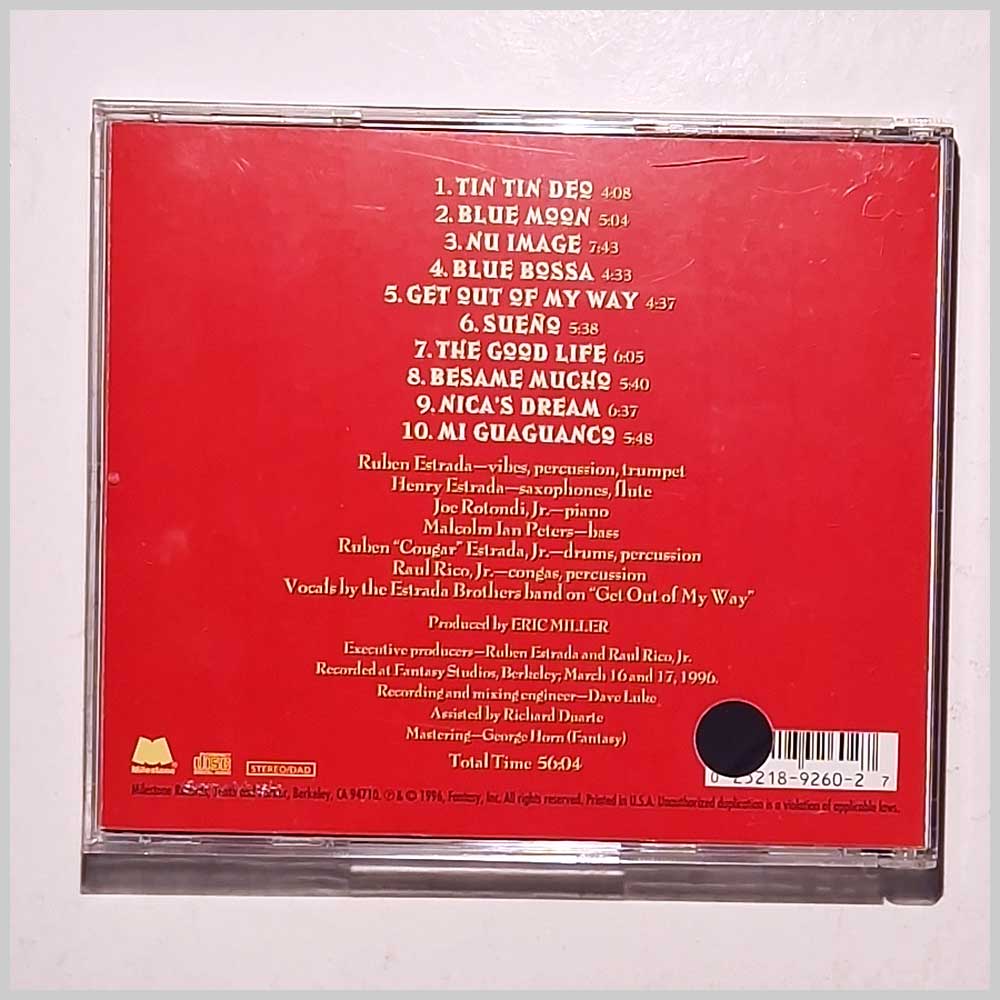 1. TIN TIN DEO 4:08
2. BLUE MOON 5:04
3. NU IMAGE 7:43
4. BLUE BOSSA 4:33
5. GET OUT OF MY WAY 4:37
6. SUEÑO 5:38
7. THE GOOD LIFE 6:05
8. BESAME MUCHO 5:40
9. NICA'S DREAM 6:37
10. MI GUAGUANCO 5:48
Ruben Estrada—vibes, percussion, trumpet
Henry Estrada—saxophones, flute
Joe Rotondi, Jr.—piano
Malcolm Ian Peters—bass
Ruben "Cougar" Estrada, Jr.—drums, percussion
Raul Rico, Jr.—congas, percussion
Vocals by the Estrada Brothers band on "Get Out of My Way"
Produced by ERIC MILLER
Executive producers—Ruben Estrada and Raul Rico, Jr.
Recorded at Fantasy Studios, Berkeley, March 16 and 17, 1996.
Recording and mixing engineer—Dave Luke
Assisted by Richard Duarte
Mastering—George Horn (Fantasy)
Total Time 56:04
Milestone
disc
STEREO/DAD
0 25218-9260-2 7
Milestone Records, Tenth and Berkeley, CA 94710. ℗ & © 1996, Fantasy, Inc. All rights reserved. Printed in U.S.A. Unauthorized duplication is a violation of applicable laws.